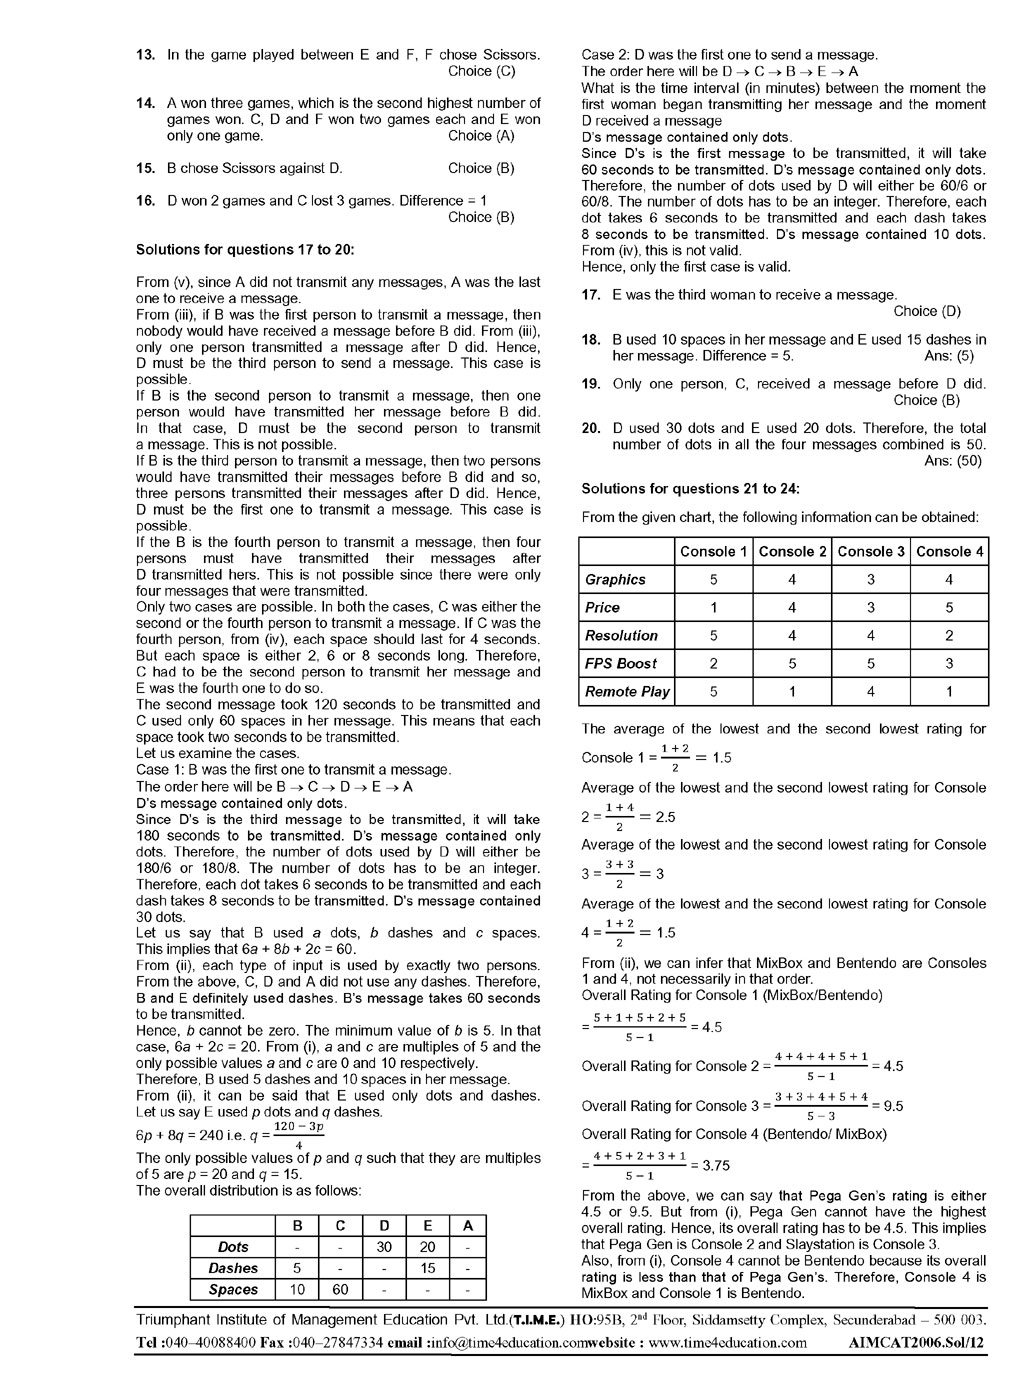 13. In the game played between E and F, F chose Scissors.
Choice (C)
14. A won three games, which is the second highest number of
games won. C, D and F won two games each and E won
only one game. Choice (A)
15. B chose Scissors against D. Choice (B)
16. D won 2 games and C lost 3 games. Difference = 1
Choice (B)
Solutions for questions 17 to 20:
From (v), since A did not transmit any messages, A was the last
one to receive a message.
From (iii), if B was the first person to transmit a message, then
nobody would have received a message before B did. From (iii),
only one person transmitted a message after D did. Hence,
D must be the third person to send a message. This case is
possible.
If B is the second person to transmit a message, then one
person would have transmitted her message before B did.
In that case, D must be the second person to transmit
a message. This is not possible.
If B is the third person to transmit a message, then two persons
would have transmitted their messages before B did and so,
three persons transmitted their messages after D did. Hence,
D must be the first one to transmit a message. This case is
possible.
If the B is the fourth person to transmit a message, then four
persons must have transmitted their messages after
D transmitted hers. This is not possible since there were only
four messages that were transmitted.
Only two cases are possible. In both the cases, C was either the
second or the fourth person to transmit a message. If C was the
fourth person, from (iv), each space should last for 4 seconds.
But each space is either 2, 6 or 8 seconds long. Therefore,
C had to be the second person to transmit her message and
E was the fourth one to do so.
The second message took 120 seconds to be transmitted and
C used only 60 spaces in her message. This means that each
space took two seconds to be transmitted.
Let us examine the cases.
Case 1: B was the first one to transmit a message.
The order here will be B → C → D → E → A
D's message contained only dots.
Since D's is the third message to be transmitted, it will take
180 seconds to be transmitted. D's message contained only
dots. Therefore, the number of dots used by D will either be
180/6 or 180/8. The number of dots has to be an integer.
Therefore, each dot takes 6 seconds to be transmitted and each
dash takes 8 seconds to be transmitted. D's message contained
30 dots.
Let us say that B used a dots, b dashes and c spaces.
This implies that 6a + 8b + 2c = 60.
From (ii), each type of input is used by exactly two persons.
From the above, C, D and A did not use any dashes. Therefore,
B and E definitely used dashes. B's message takes 60 seconds
to be transmitted.
Hence, b cannot be zero. The minimum value of b is 5. In that
case, 6a + 2c = 20. From (i), a and c are multiples of 5 and the
only possible values a and c are 0 and 10 respectively.
Therefore, B used 5 dashes and 10 spaces in her message.
From (ii), it can be said that E used only dots and dashes.
Let us say E used p dots and q dashes.
6p + 8q = 240 i.e. q = (120 − 3p)/4
The only possible values of p and q such that they are multiples
of 5 are p = 20 and q = 15.
The overall distribution is as follows:
B C D E A
Dots - - 30 20 -
Dashes 5 - - 15 -
Spaces 10 60 - - -
Case 2: D was the first one to send a message.
The order here will be D → C → B → E → A
What is the time interval (in minutes) between the moment the
first woman began transmitting her message and the moment
D received a message
D's message contained only dots.
Since D's is the first message to be transmitted, it will take
60 seconds to be transmitted. D's message contained only dots.
Therefore, the number of dots used by D will either be 60/6 or
60/8. The number of dots has to be an integer. Therefore, each
dot takes 6 seconds to be transmitted and each dash takes
8 seconds to be transmitted. D's message contained 10 dots.
From (iv), this is not valid.
Hence, only the first case is valid.
17. E was the third woman to receive a message.
Choice (D)
18. B used 10 spaces in her message and E used 15 dashes in
her message. Difference = 5. Ans: (5)
19. Only one person, C, received a message before D did.
Choice (B)
20. D used 30 dots and E used 20 dots. Therefore, the total
number of dots in all the four messages combined is 50.
Ans: (50)
Solutions for questions 21 to 24:
From the given chart, the following information can be obtained:
Console 1 Console 2 Console 3 Console 4
Graphics 5 4 3 4
Price 1 4 3 5
Resolution 5 4 4 2
FPS Boost 2 5 5 3
Remote Play 5 1 4 1
The average of the lowest and the second lowest rating for
Console 1 = (1 + 2)/2 = 1.5
Average of the lowest and the second lowest rating for Console
2 = (1 + 4)/2 = 2.5
Average of the lowest and the second lowest rating for Console
3 = (3 + 3)/2 = 3
Average of the lowest and the second lowest rating for Console
4 = (1 + 2)/2 = 1.5
From (ii), we can infer that MixBox and Bentendo are Consoles
1 and 4, not necessarily in that order.
Overall Rating for Console 1 (MixBox/Bentendo)
= (5 + 1 + 5 + 2 + 5)/(5 − 1) = 4.5
Overall Rating for Console 2 = (4 + 4 + 4 + 5 + 1)/(5 − 1) = 4.5
Overall Rating for Console 3 = (3 + 3 + 4 + 5 + 4)/(5 − 3) = 9.5
Overall Rating for Console 4 (Bentendo/ MixBox)
= (4 + 5 + 2 + 3 + 1)/(5 − 1) = 3.75
From the above, we can say that Pega Gen's rating is either
4.5 or 9.5. But from (i), Pega Gen cannot have the highest
overall rating. Hence, its overall rating has to be 4.5. This implies
that Pega Gen is Console 2 and Slaystation is Console 3.
Also, from (i), Console 4 cannot be Bentendo because its overall
rating is less than that of Pega Gen's. Therefore, Console 4 is
MixBox and Console 1 is Bentendo.
Triumphant Institute of Management Education Pvt. Ltd.(T.I.M.E.) HO:95B, 2nd Floor, Siddamsetty Complex, Secunderabad – 500 003.
Tel :040–40088400 Fax :040–27847334 email :info@time4education.comwebsite : www.time4education.com AIMCAT2006.Sol/12